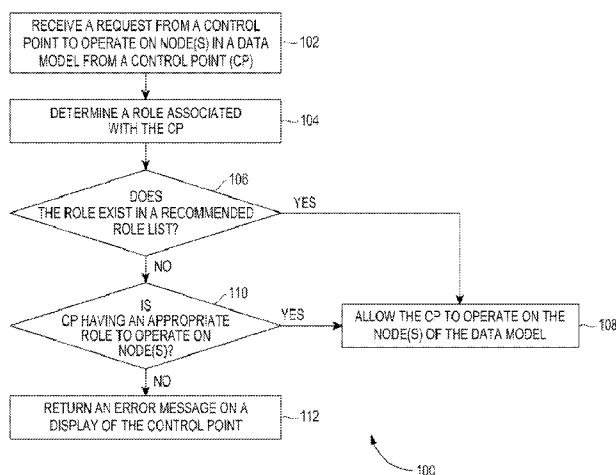 RECEIVE A REQUEST FROM A CONTROL
POINT TO OPERATE ON NODE(S) IN A DATA
MODEL FROM A CONTROL POINT (CP)
102
DETERMINE A ROLE ASSOCIATED
WITH THE CP
104
106
DOES
THE ROLE EXIST IN A RECOMMENDED
ROLE LIST?
YES
NO
110
IS
CP HAVING AN APPROPRIATE
ROLE TO OPERATE ON
NODE(S)?
YES
ALLOW THE CP TO OPERATE ON THE
NODE(S) OF THE DATA MODEL
108
NO
RETURN AN ERROR MESSAGE ON A
DISPLAY OF THE CONTROL POINT
112
100